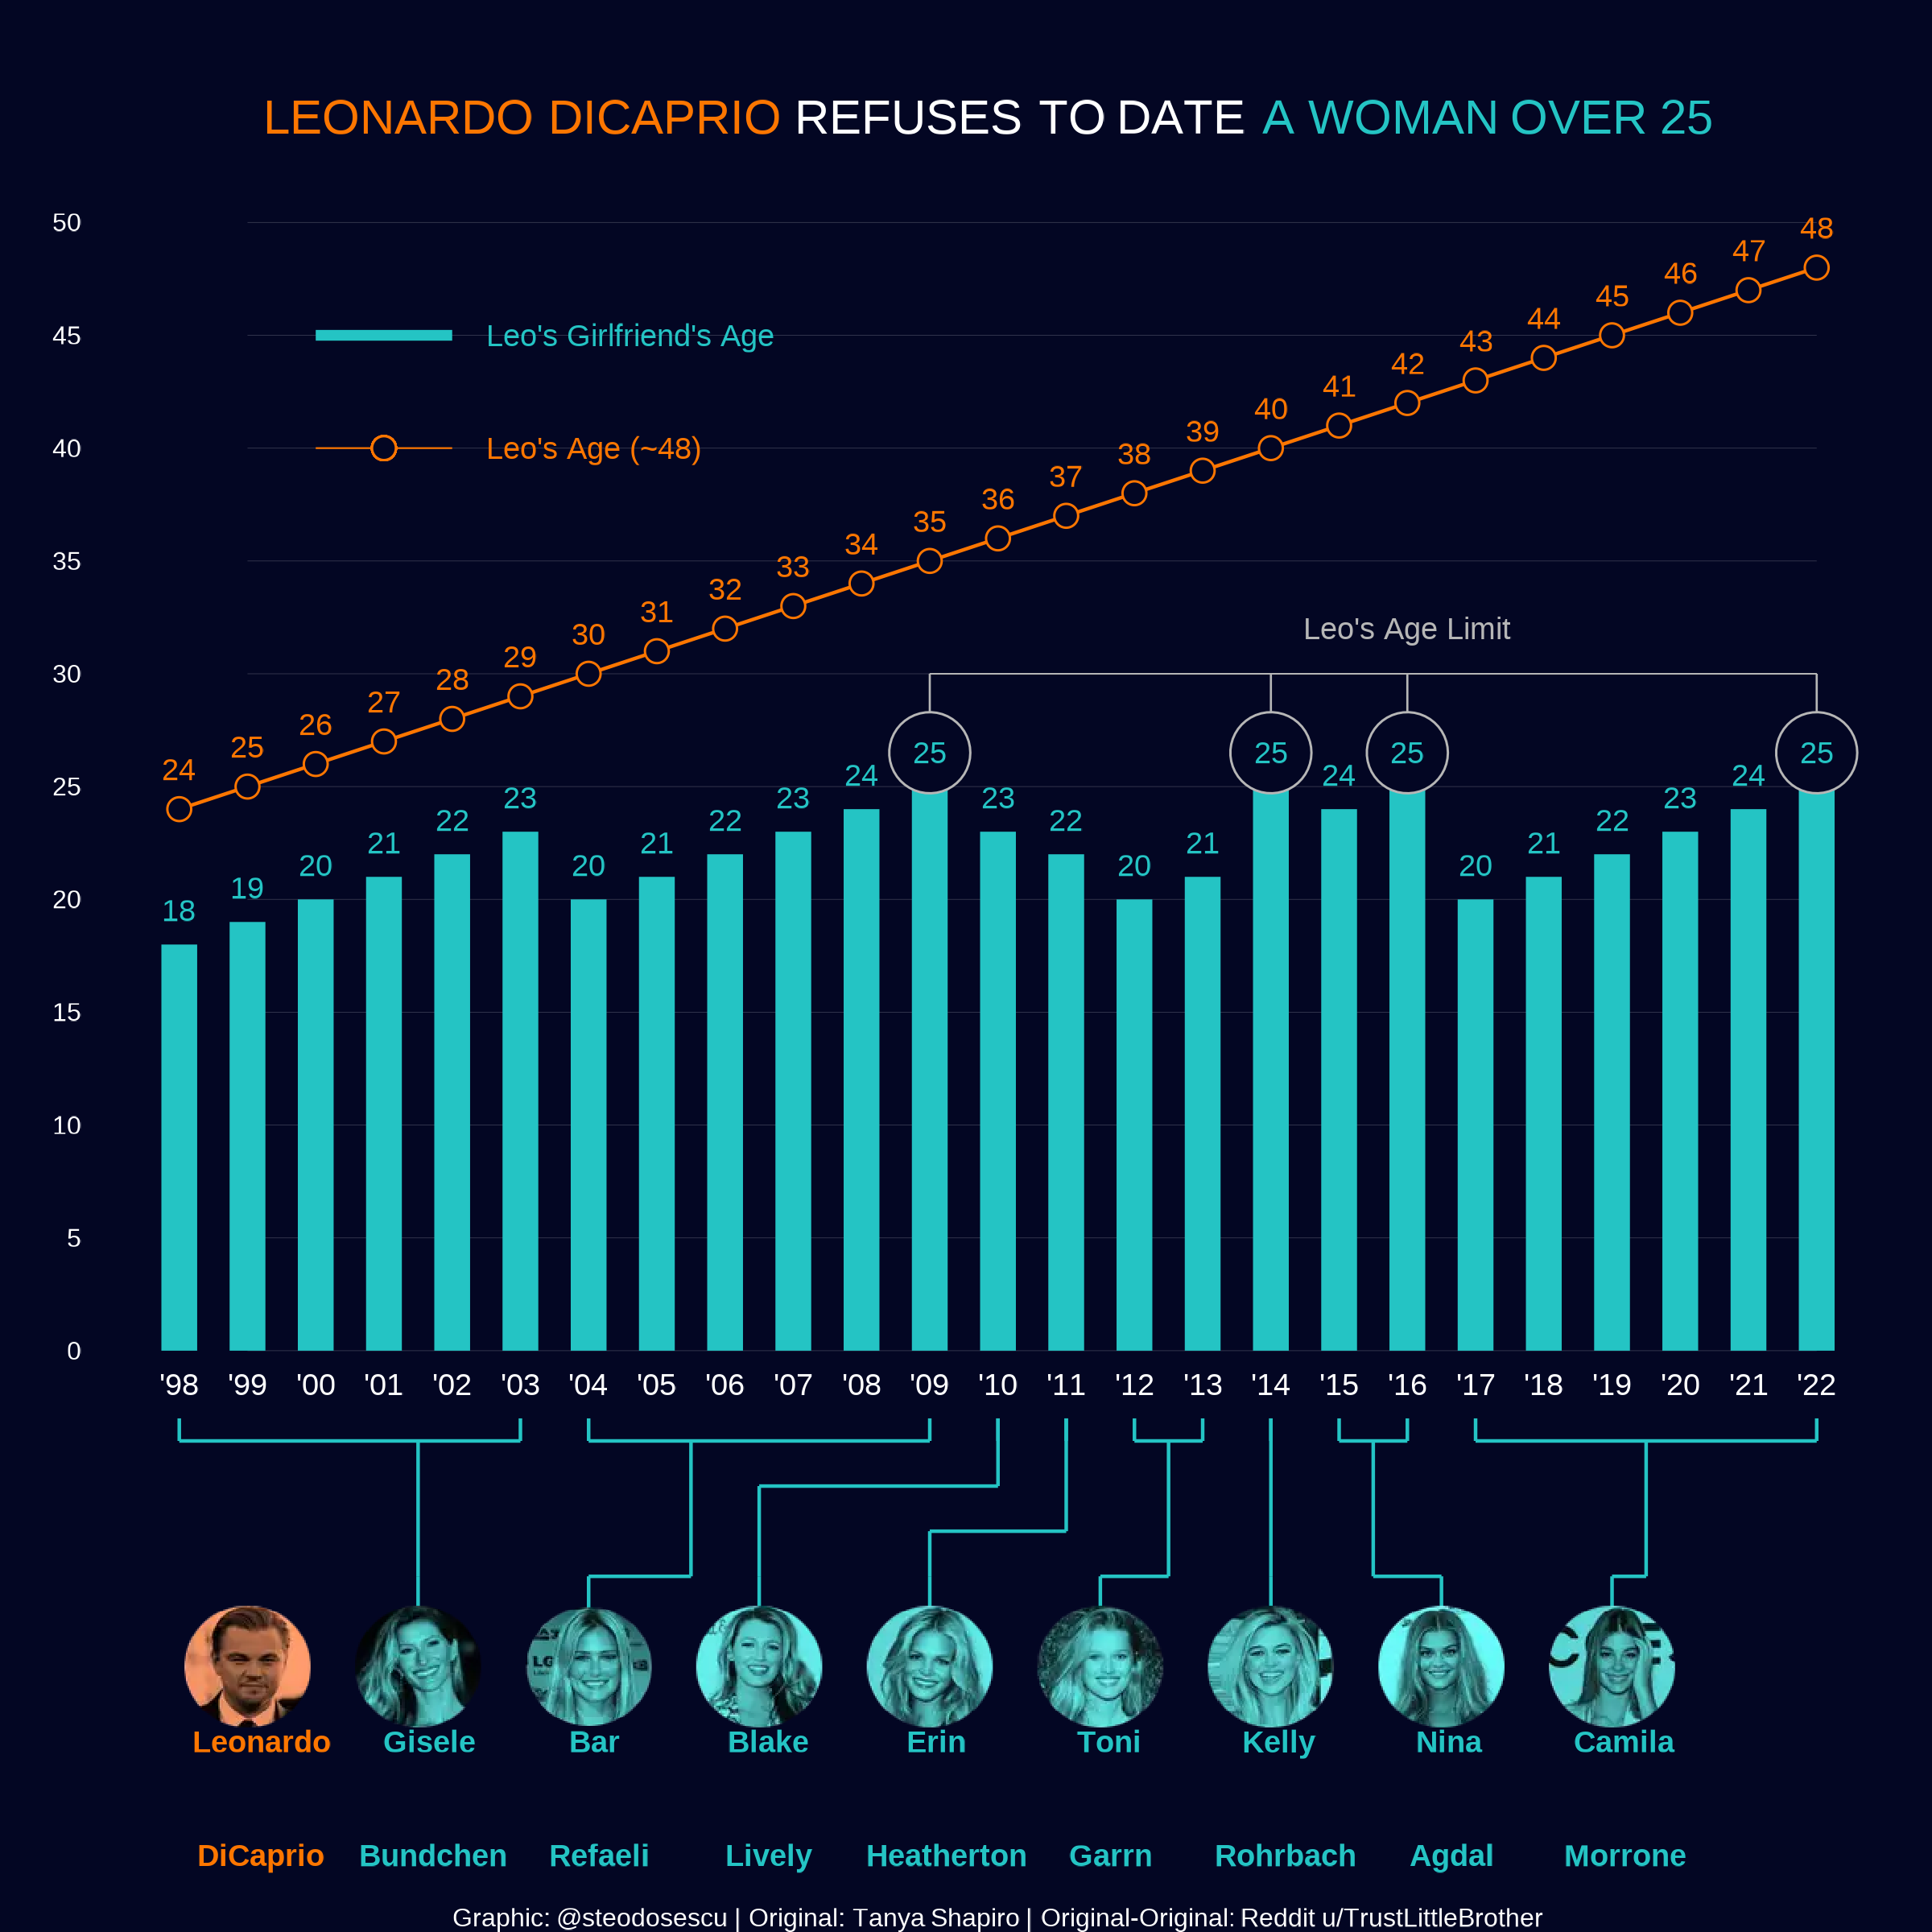 LEONARDO DICAPRIO REFUSES TO DATE A WOMAN OVER 25
50
45
40
35
30
25
20
15
10
5
0
Leo's Girlfriend's Age
Leo's Age (~48)
Leo's Age Limit
24 25 26 27 28 29 30 31 32 33 34 35 36 37 38 39 40 41 42 43 44 45 46 47 48
18 19 20 21 22 23 20 21 22 23 24 25 23 22 20 21 25 24 25 20 21 22 23 24 25
'98 '99 '00 '01 '02 '03 '04 '05 '06 '07 '08 '09 '10 '11 '12 '13 '14 '15 '16 '17 '18 '19 '20 '21 '22
LG
Leonardo Gisele Bar Blake Erin Toni Kelly Nina Camila
DiCaprio Bundchen Refaeli Lively Heatherton Garrn Rohrbach Agdal Morrone
Graphic: @steodosescu | Original: Tanya Shapiro | Original-Original: Reddit u/TrustLittleBrother